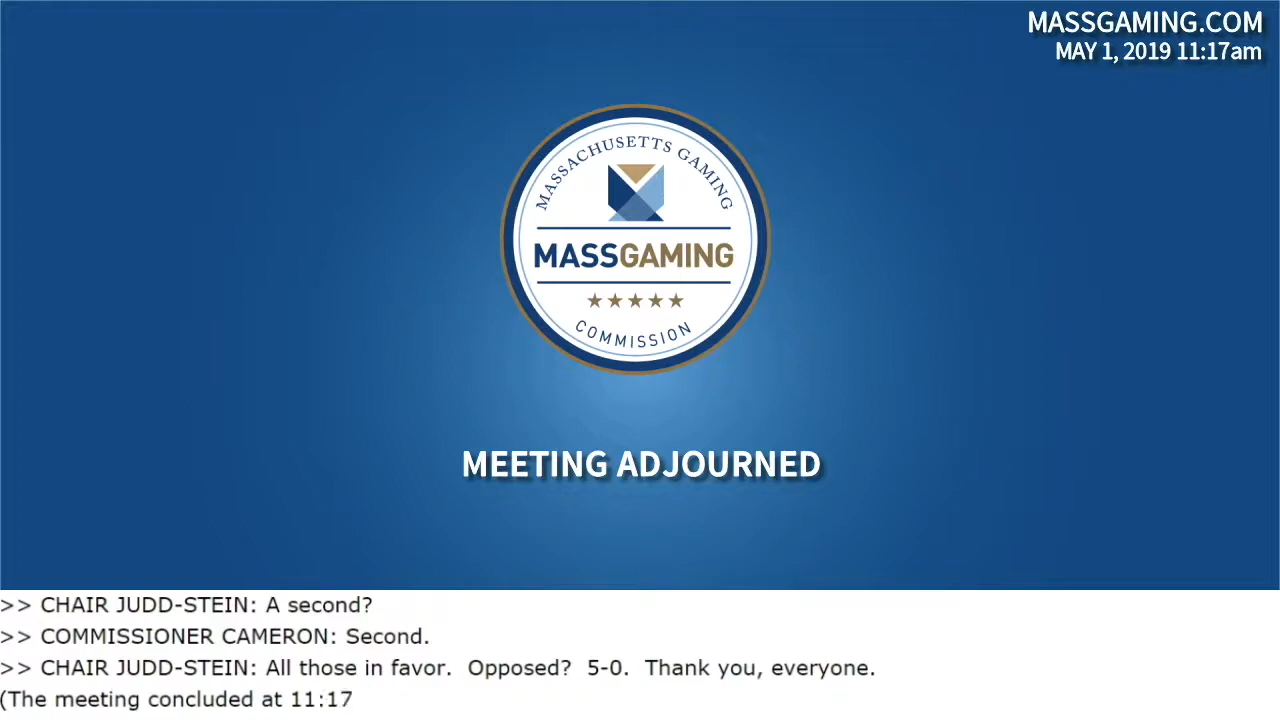 MASSGAMING.COM
MAY 1, 2019 11:17am
MASSACHUSETTS GAMING
MASSGAMING
COMMISSION
MEETING ADJOURNED
>> CHAIR JUDD-STEIN: A second?
>> COMMISSIONER CAMERON: Second.
>> CHAIR JUDD-STEIN: All those in favor.  Opposed?  5-0.  Thank you, everyone.
(The meeting concluded at 11:17